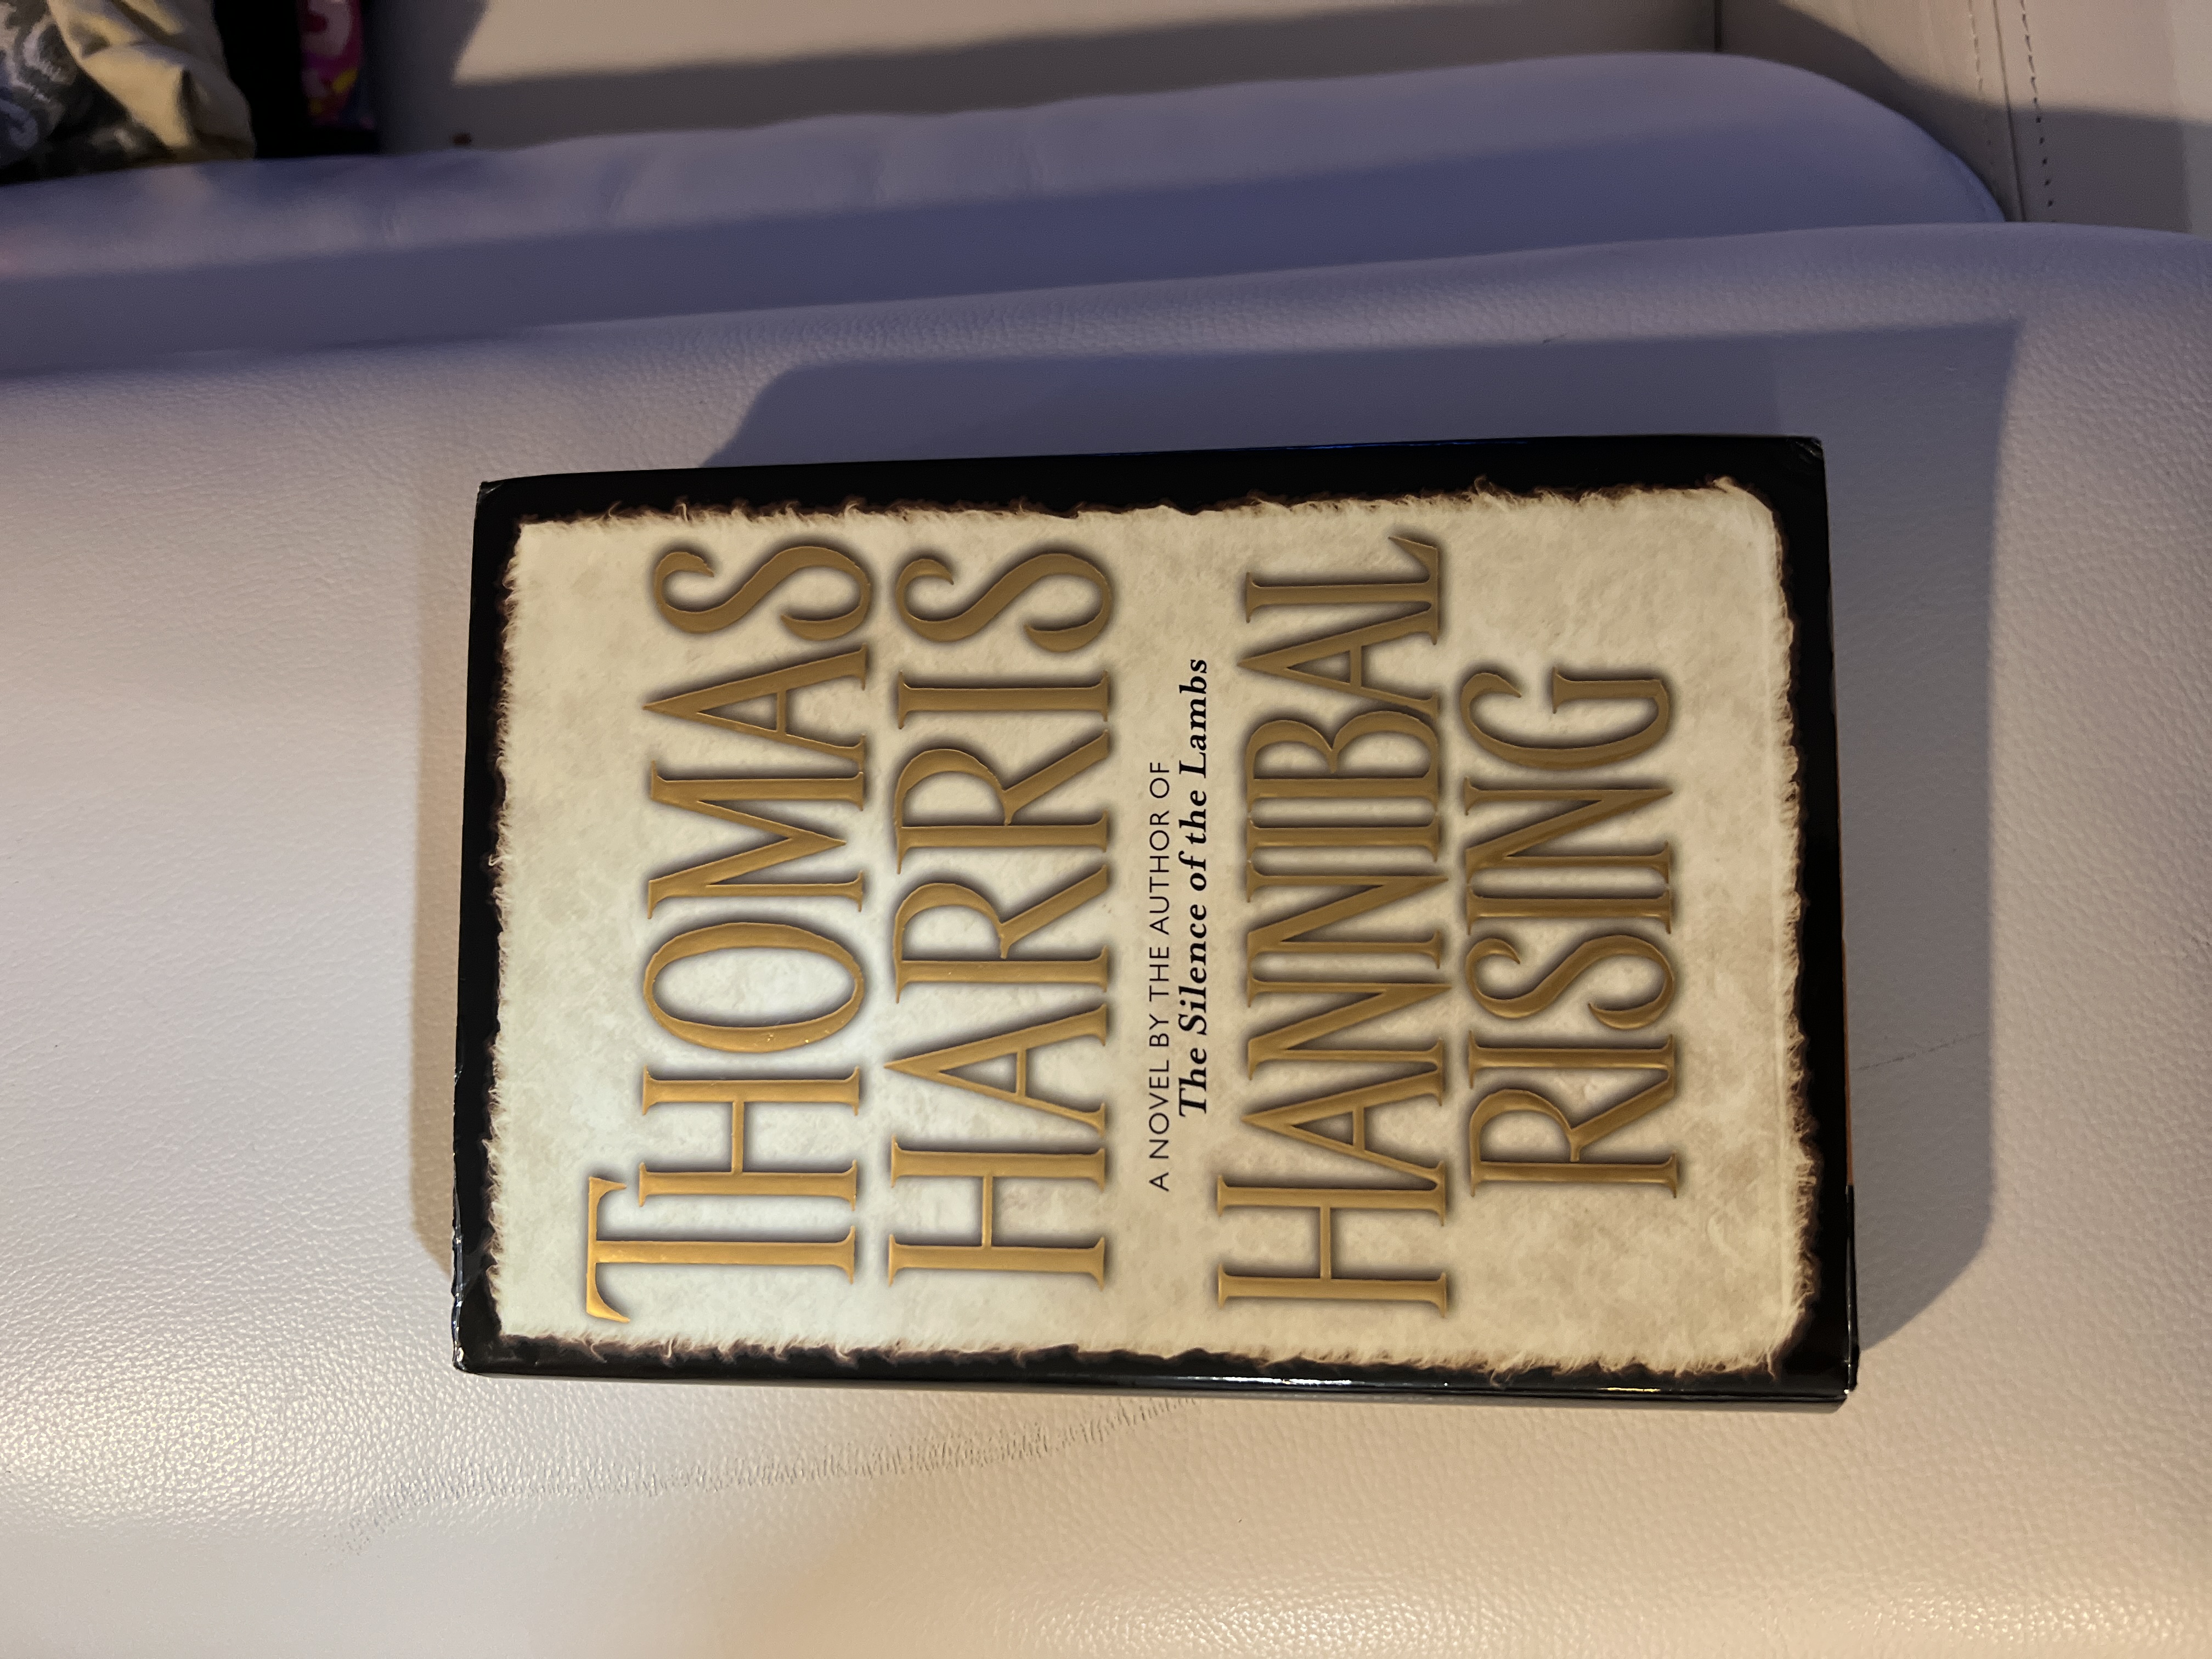 THOMAS
HARRIS
A NOVEL BY THE AUTHOR OF
The Silence of the Lambs
HANNIBAL
RISING